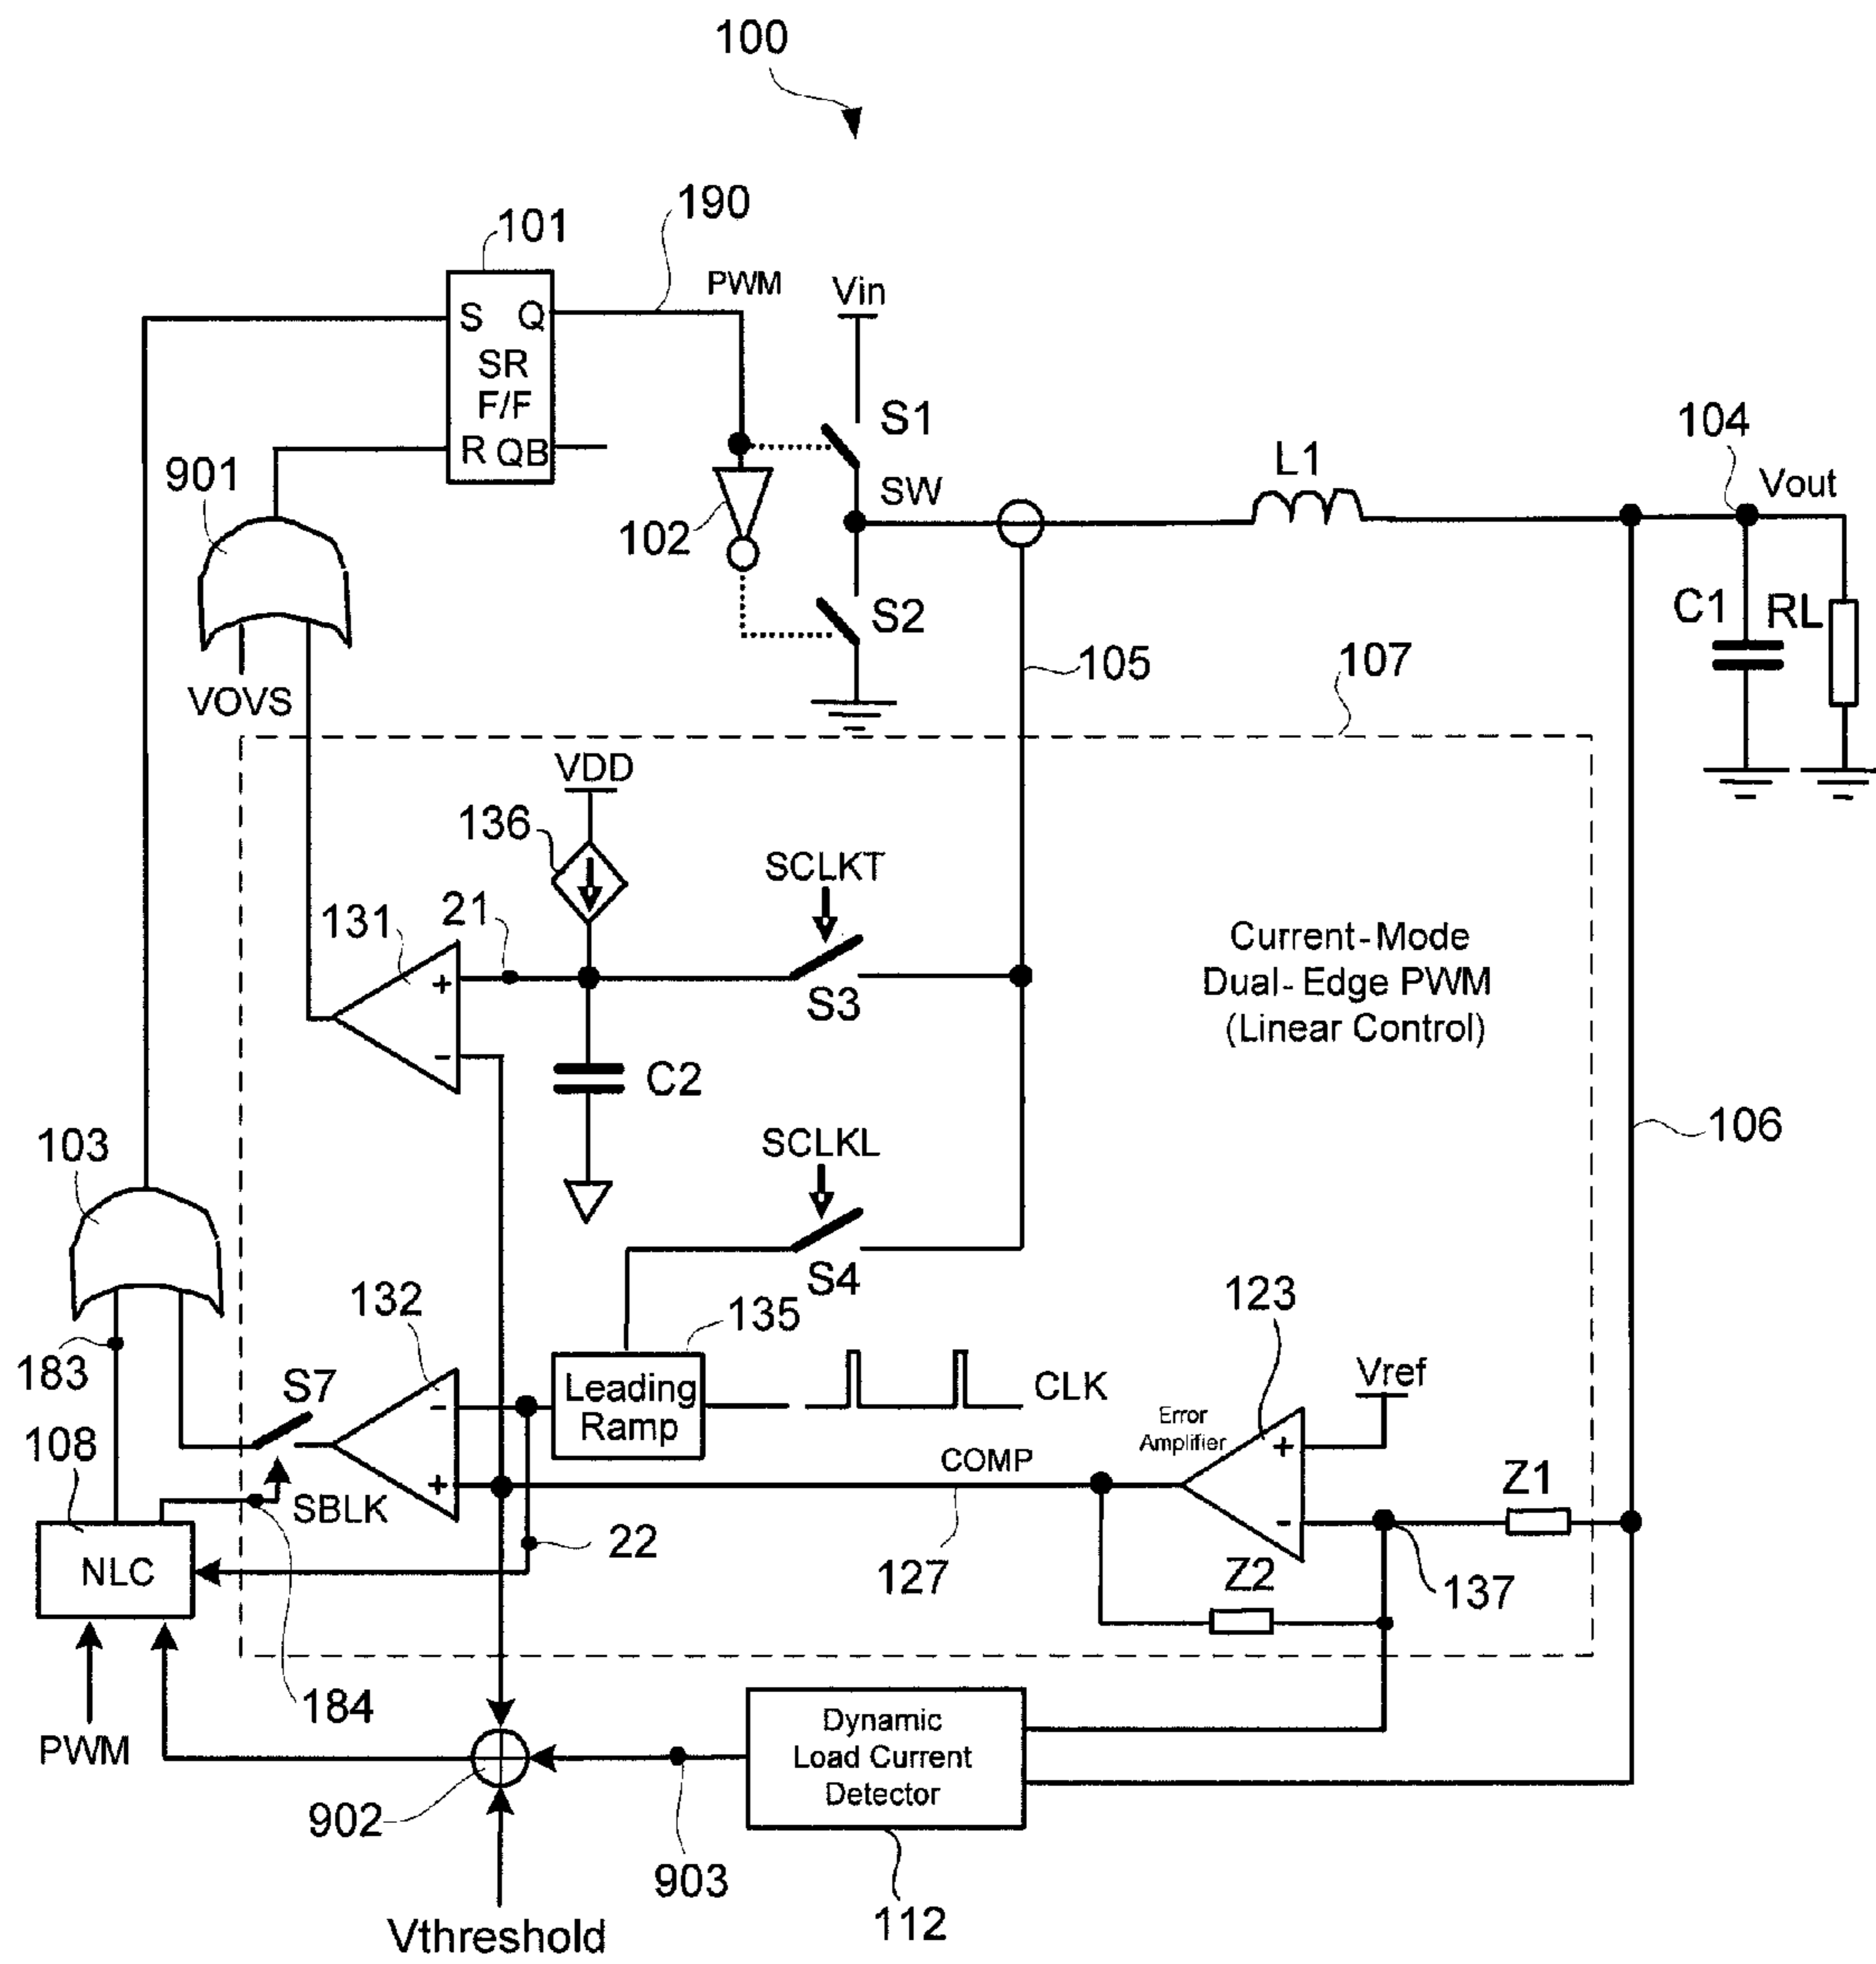 100
190
101
PWM
Vin
S Q
SR
F/F
R QB
S1
901
SW
L1
104
Vout
102
S2
C1
RL
VOVS
105
107
VDD
136
SCLKT
21
131
+
S3
Current-Mode
Dual-Edge PWM
(Linear Control)
-
C2
103
SCLKL
106
S4
132
135
123
183
S7
-
Leading
Ramp
CLK
Vref
108
Error
Amplifier
+
+
COMP
Z1
SBLK
-
NLC
22
127
Z2
137
184
PWM
Dynamic
Load Current
Detector
902
903
112
Vthreshold